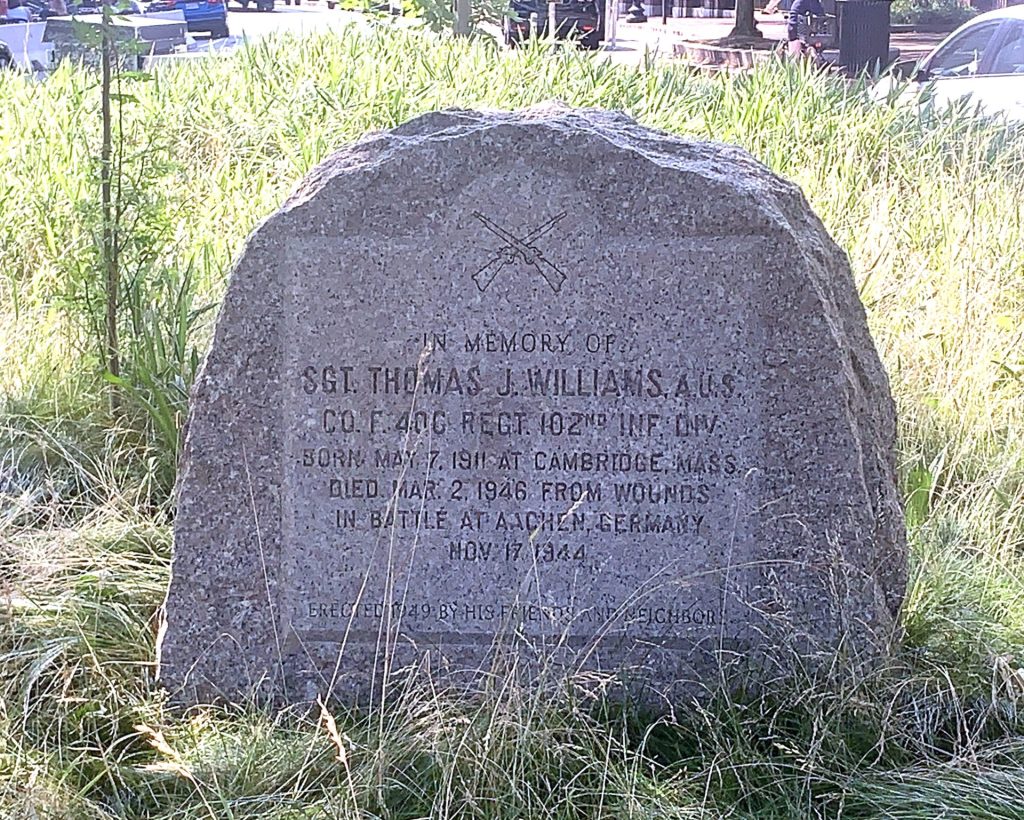 IN MEMORY OF
SGT. THOMAS J. WILLIAMS, A.U.S.
CO. F. 406 REGT. 102ND INF. DIV.
BORN MAY 7, 1911 AT CAMBRIDGE, MASS.
DIED MAR. 2, 1946 FROM WOUNDS
IN BATTLE AT AACHEN, GERMANY
NOV. 17, 1944
ERECTED 1949 BY HIS FRIENDS AND NEIGHBORS